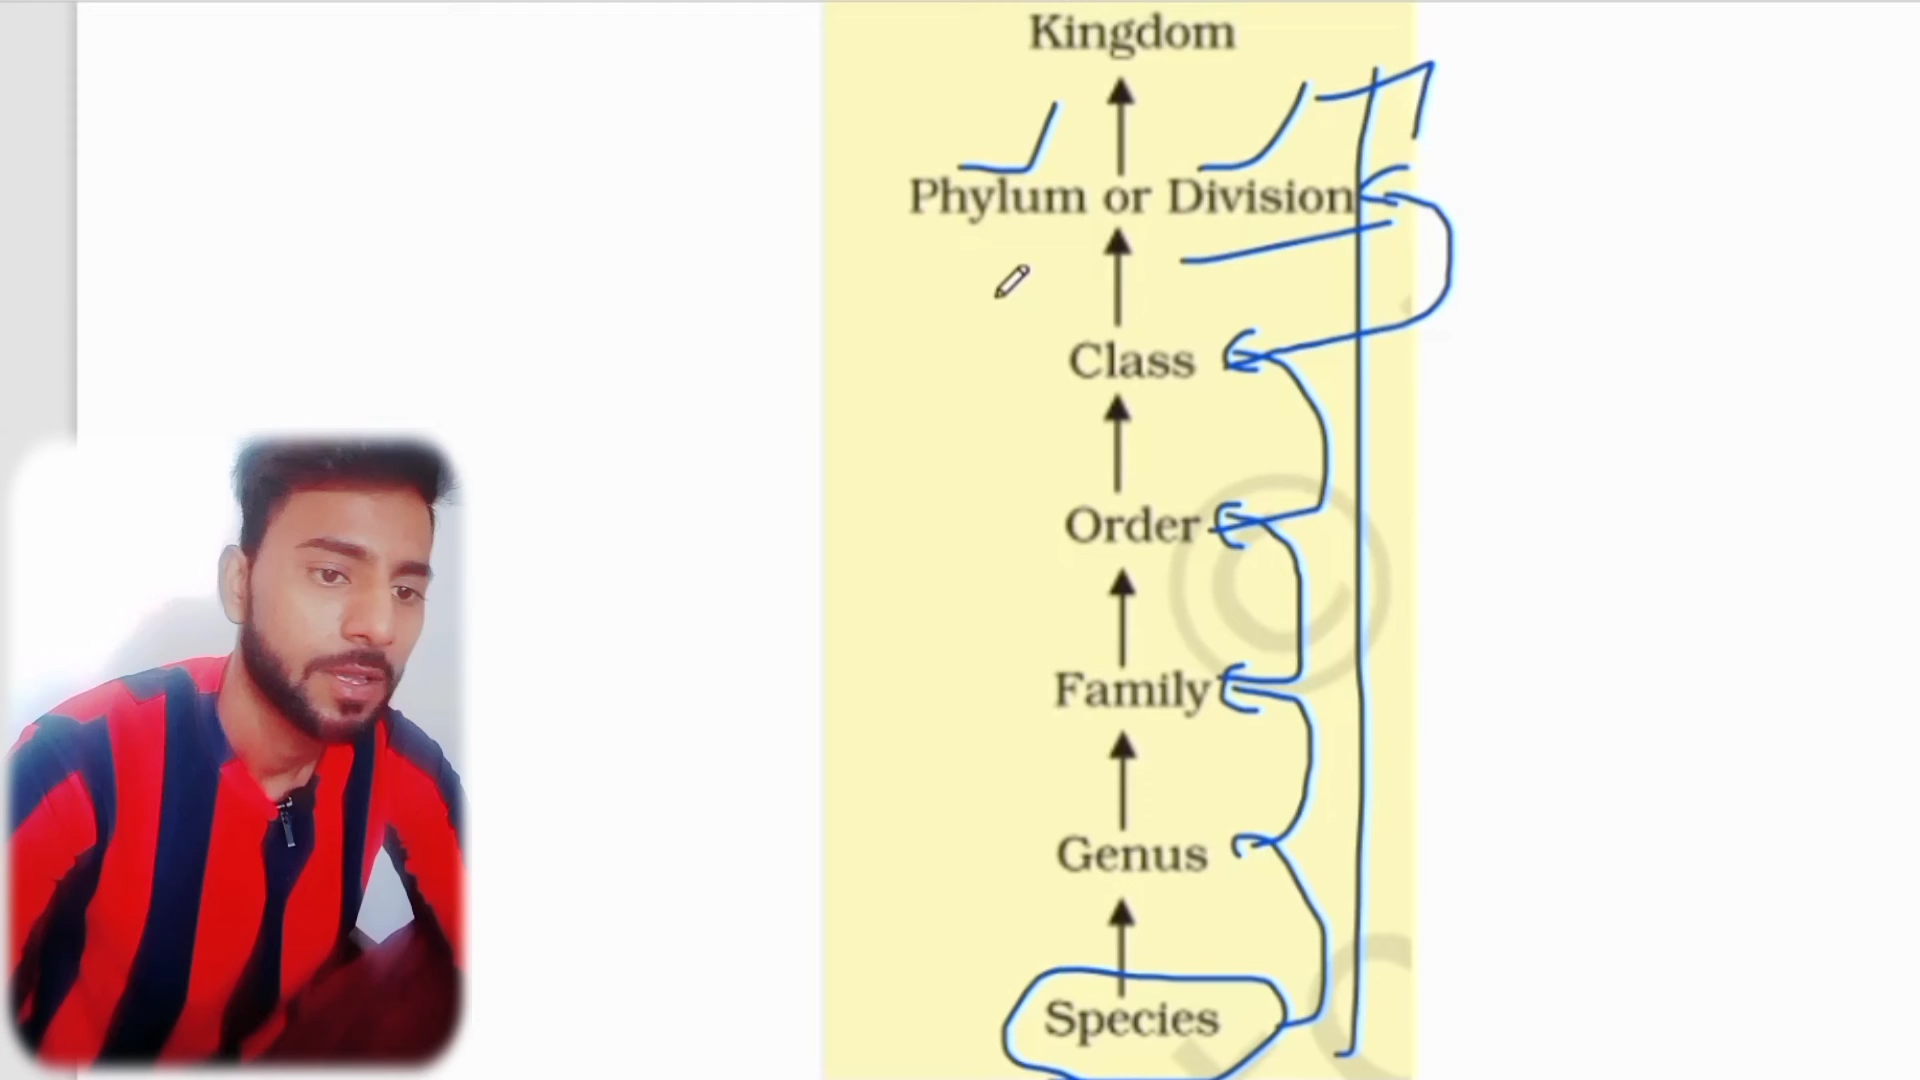 Kingdom
Phylum or Division
Class
Order
Family
Genus
Species